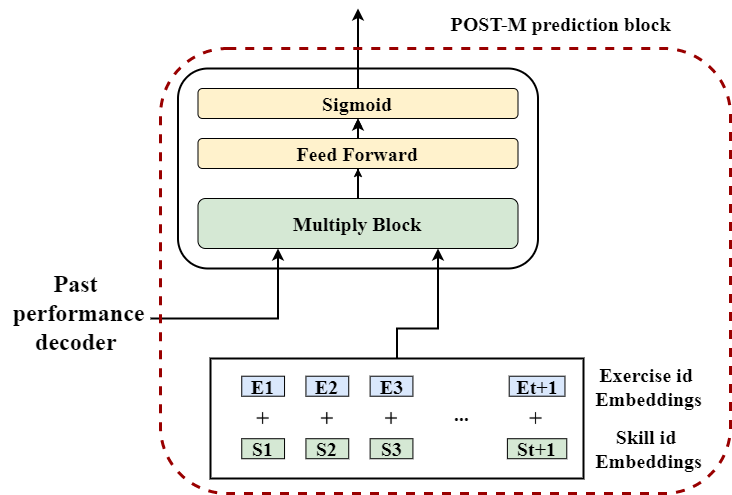 POST-M prediction block
Sigmoid
Feed Forward
Multiply Block
Past
performance
decoder
E1 E2 E3 Et+1
+ + + ... +
S1 S2 S3 St+1
Exercise id
Embeddings
Skill id
Embeddings